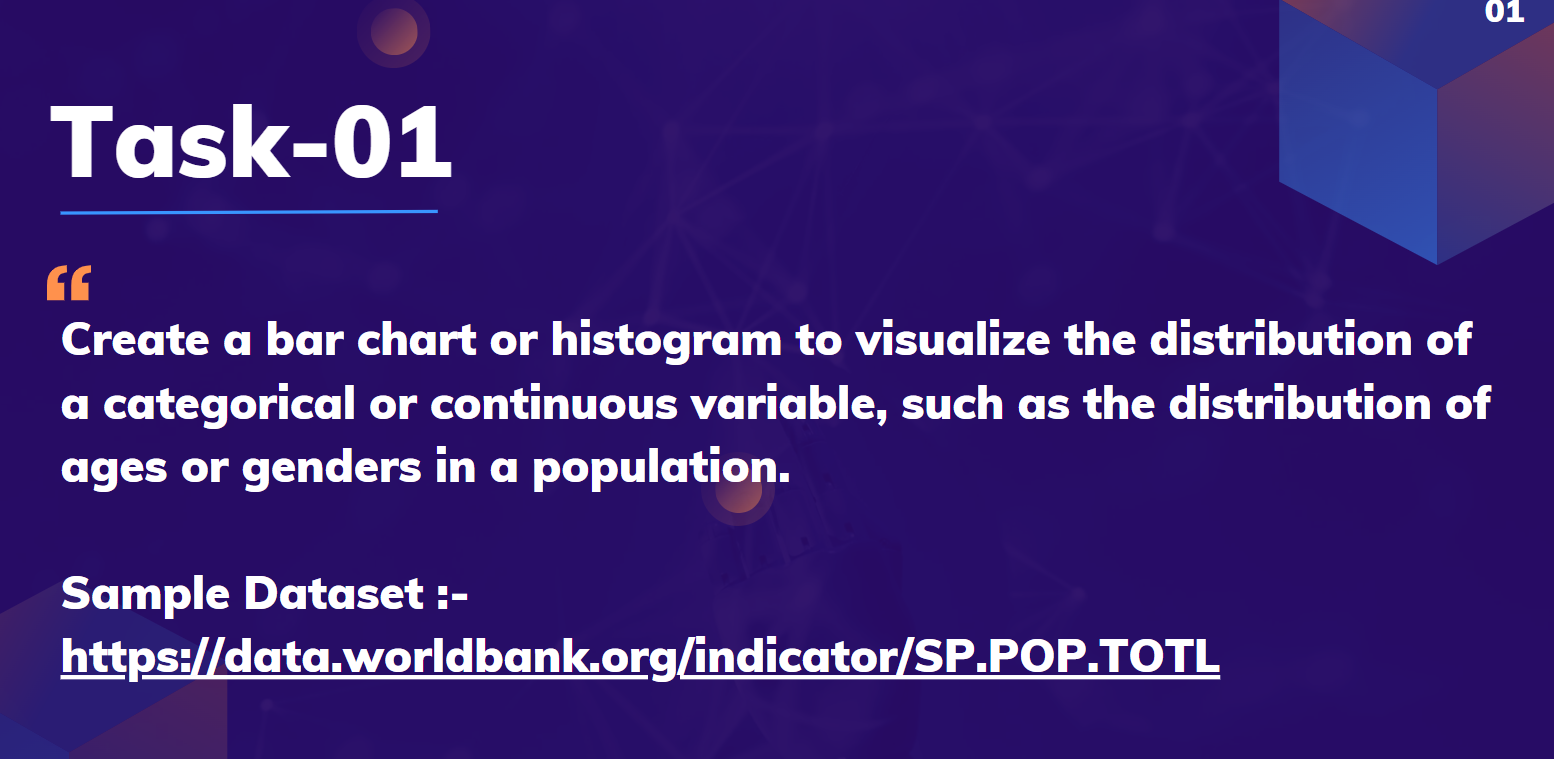 01
Task-01
“
Create a bar chart or histogram to visualize the distribution of
a categorical or continuous variable, such as the distribution of
ages or genders in a population.
Sample Dataset :-
https://data.worldbank.org/indicator/SP.POP.TOTL